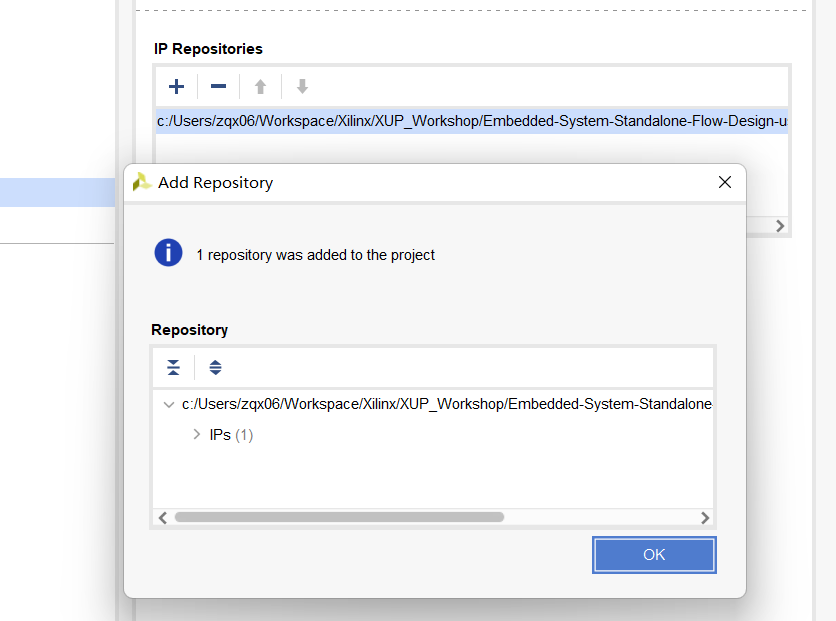 IP Repositories
c:/Users/zqx06/Workspace/Xilinx/XUP_Workshop/Embedded-System-Standalone-Flow-Design-u
Add Repository
1 repository was added to the project
Repository
c:/Users/zqx06/Workspace/Xilinx/XUP_Workshop/Embedded-System-Standalone
IPs (1)
OK